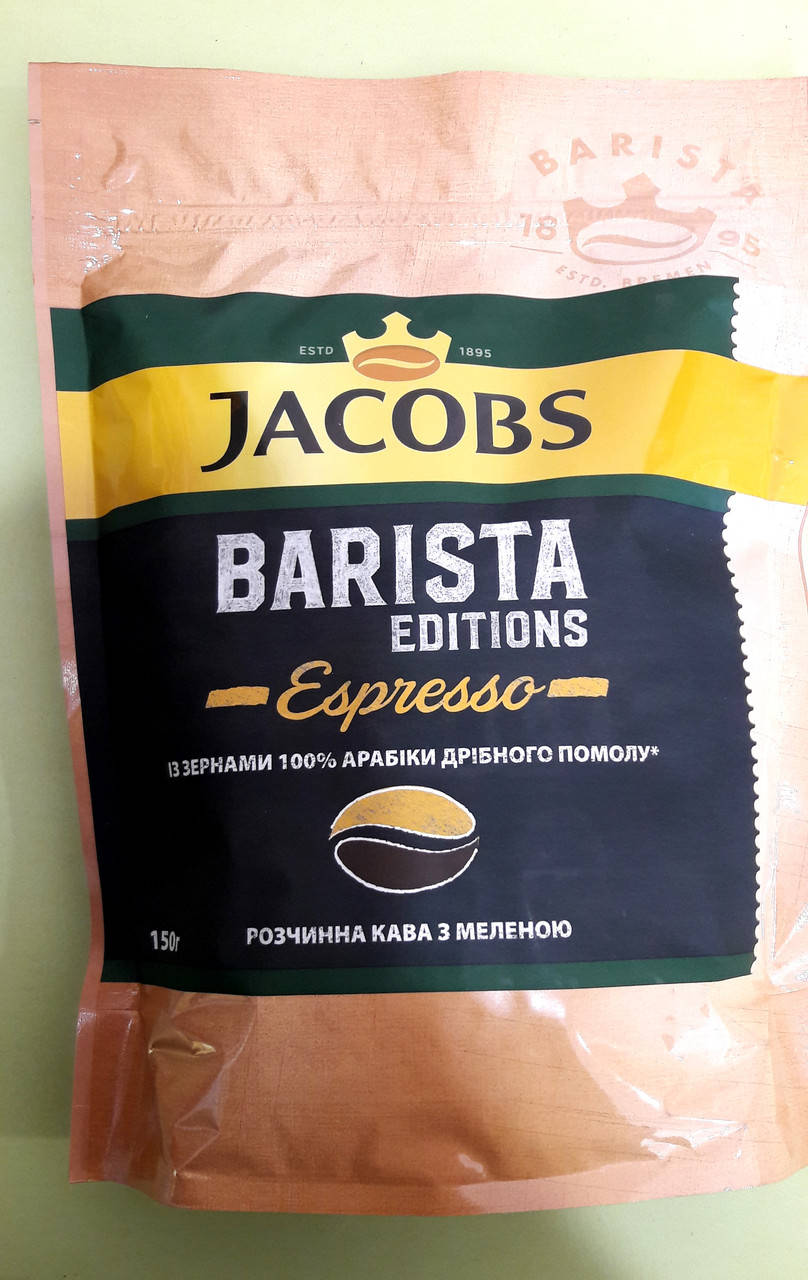 BARISTA
18 95
ESTD. BREMEN
ESTD 1895
JACOBS
BARISTA
EDITIONS
Espresso
ІЗ ЗЕРНАМИ 100% АРАБІКИ ДРІБНОГО ПОМОЛУ*
150г
РОЗЧИННА КАВА З МЕЛЕНОЮ